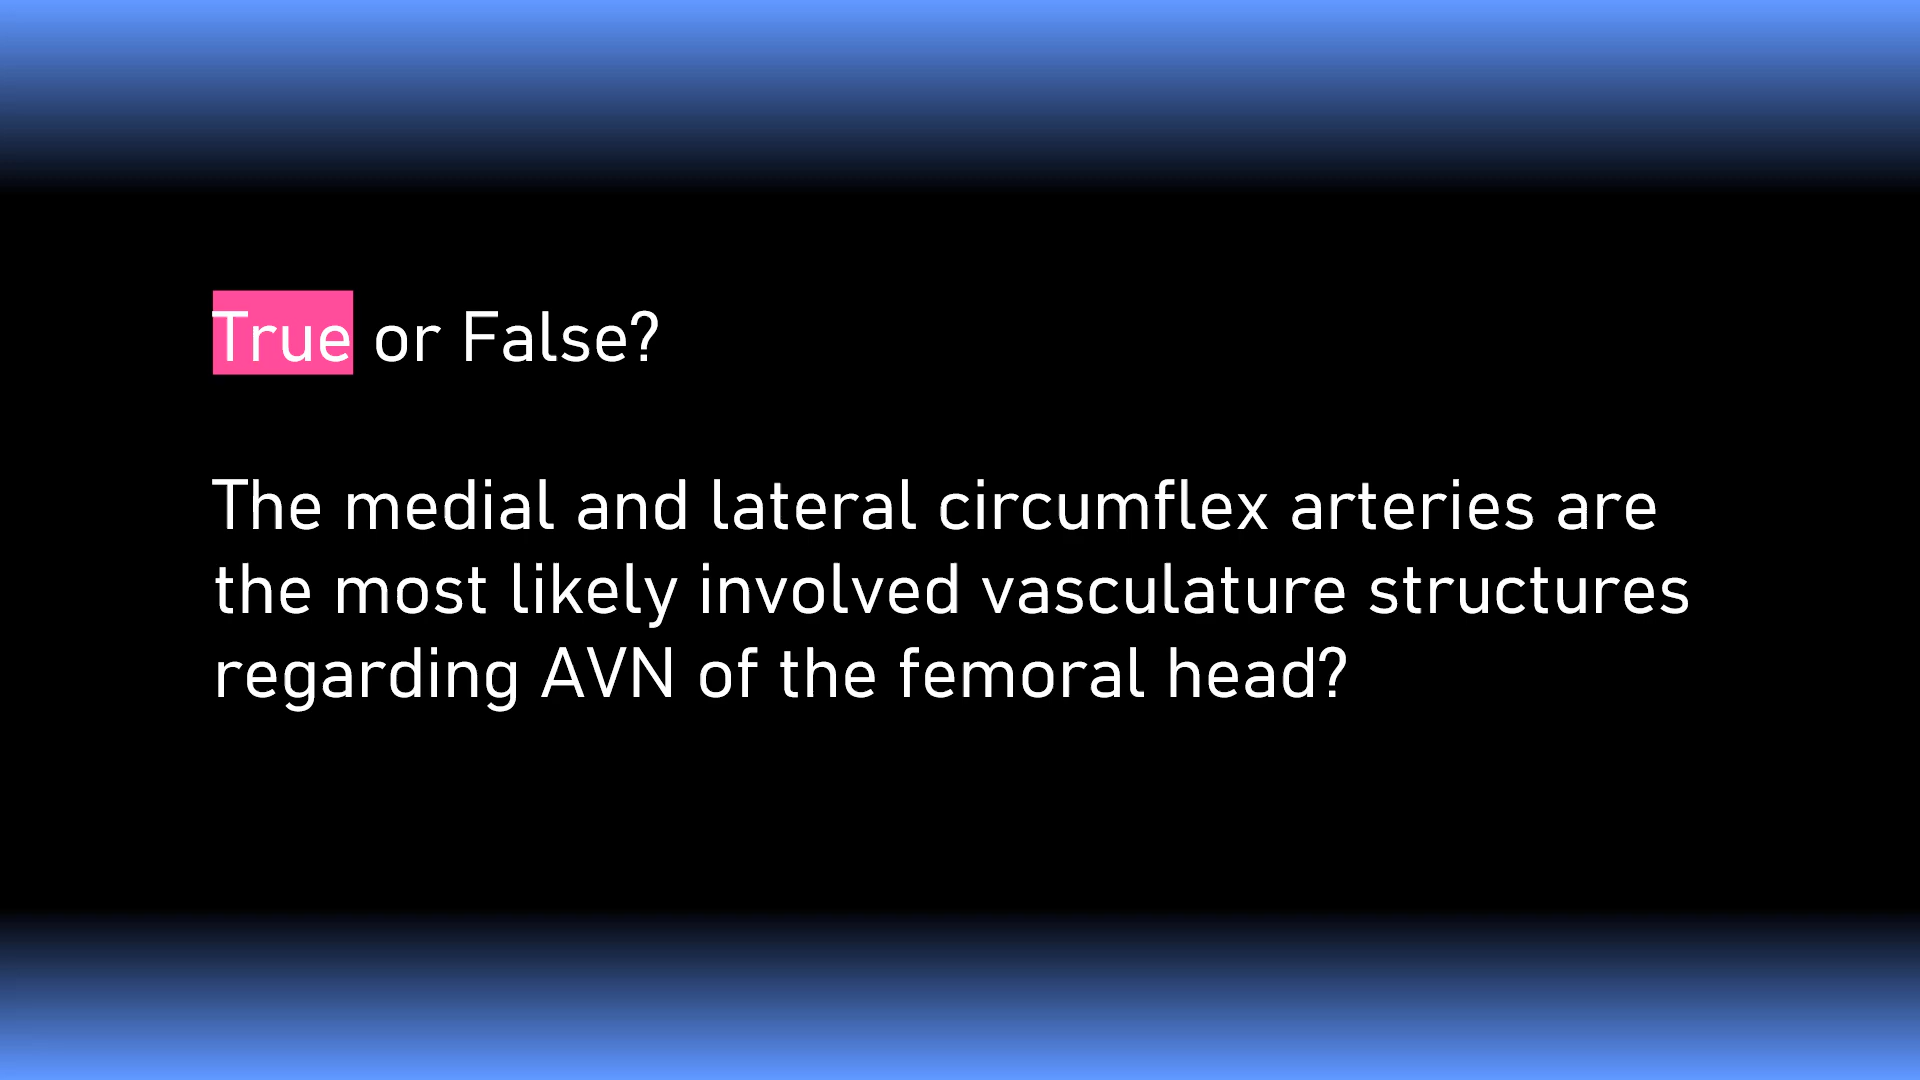 True or False?
The medial and lateral circumflex arteries are
the most likely involved vasculature structures
regarding AVN of the femoral head?